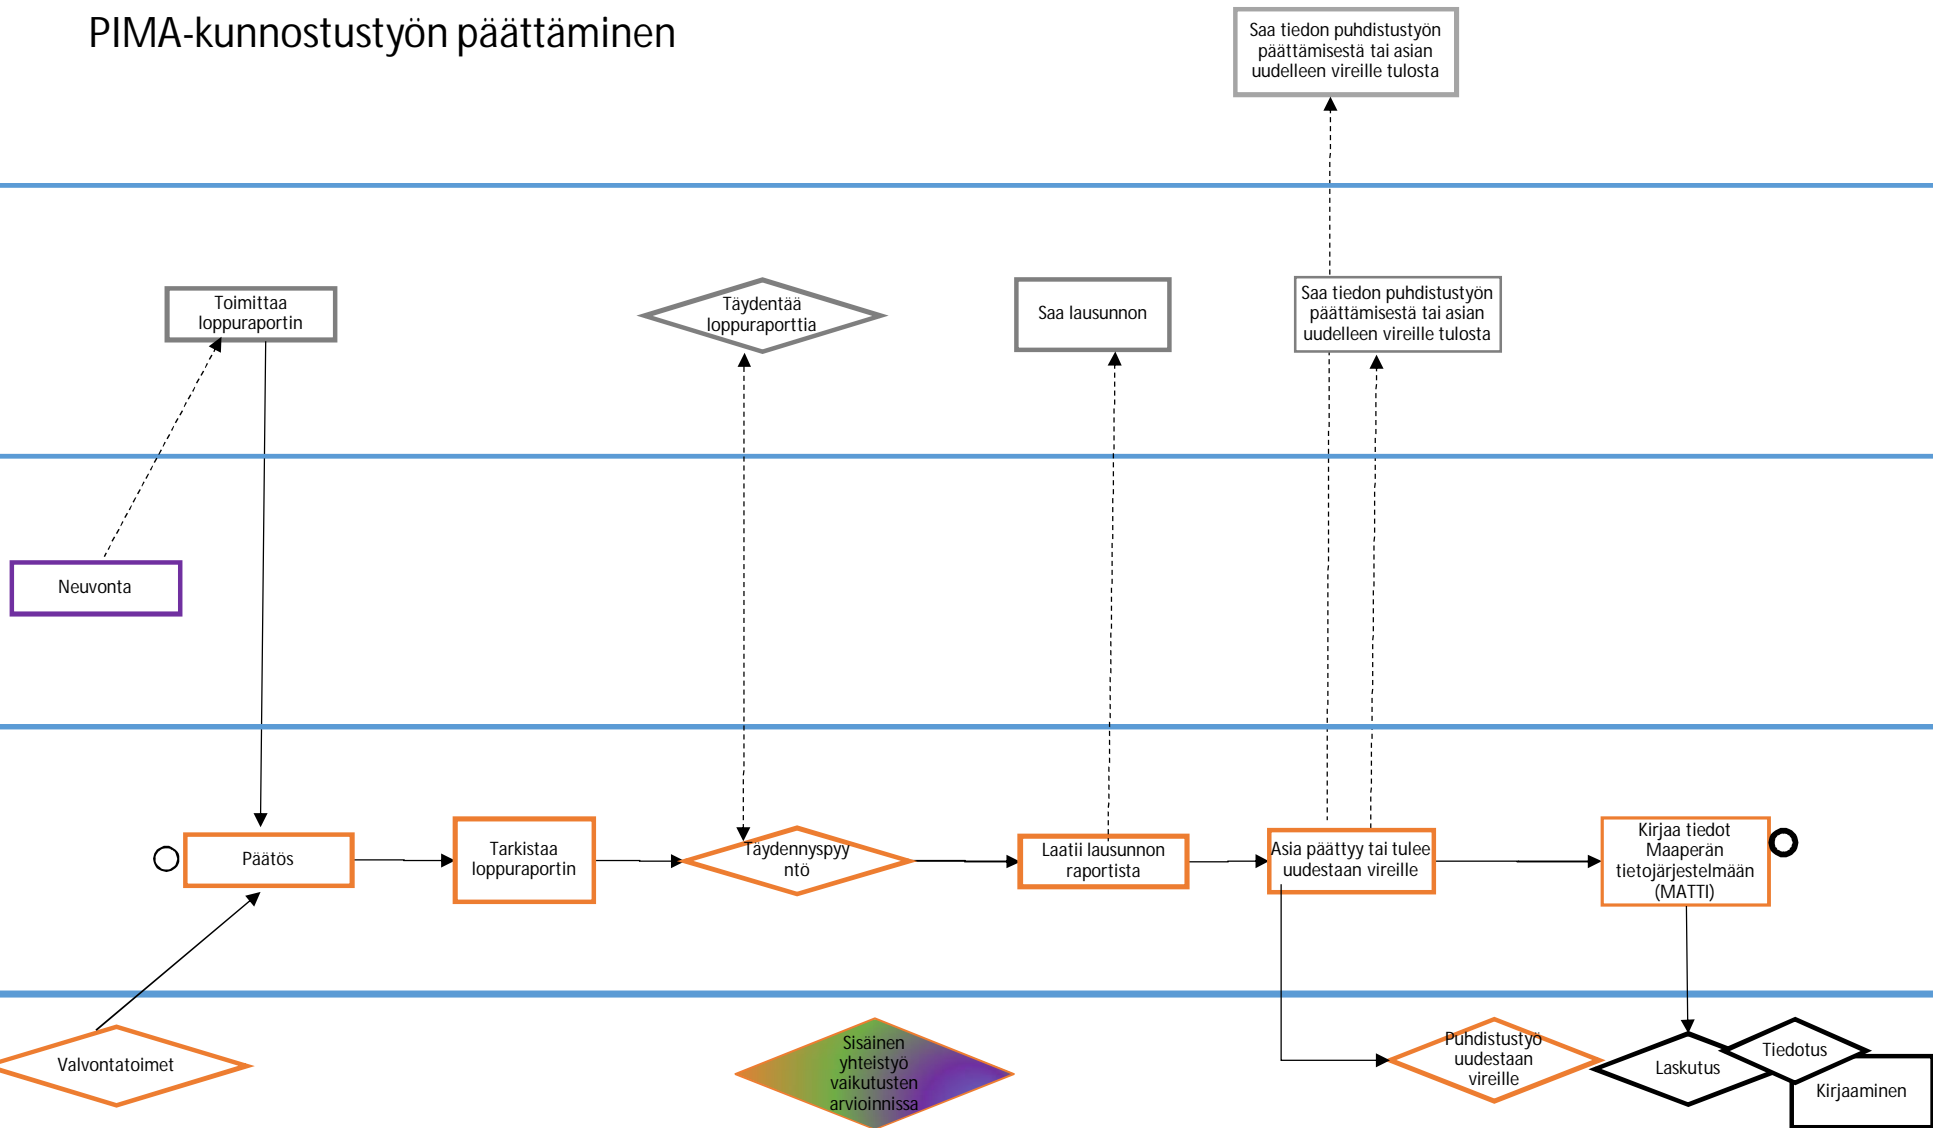 PIMA-kunnostustyön päättäminen
Saa tiedon puhdistustyön
päättämisestä tai asian
uudelleen vireille tulosta
Toimittaa
loppuraportin
Täydentää
loppuraporttia
Saa lausunnon
Saa tiedon puhdistustyön
päättämisestä tai asian
uudelleen vireille tulosta
Neuvonta
Päätös
Tarkistaa
loppuraportin
Täydennyspyy
ntö
Laatii lausunnon
raportista
Asia päättyy tai tulee
uudestaan vireille
Kirjaa tiedot
Maaperän
tietojärjestelmään
(MATTI)
Valvontatoimet
Sisäinen
yhteistyö
vaikutusten
arvioinnissa
Puhdistustyö
uudestaan
vireille
Laskutus
Tiedotus
Kirjaaminen